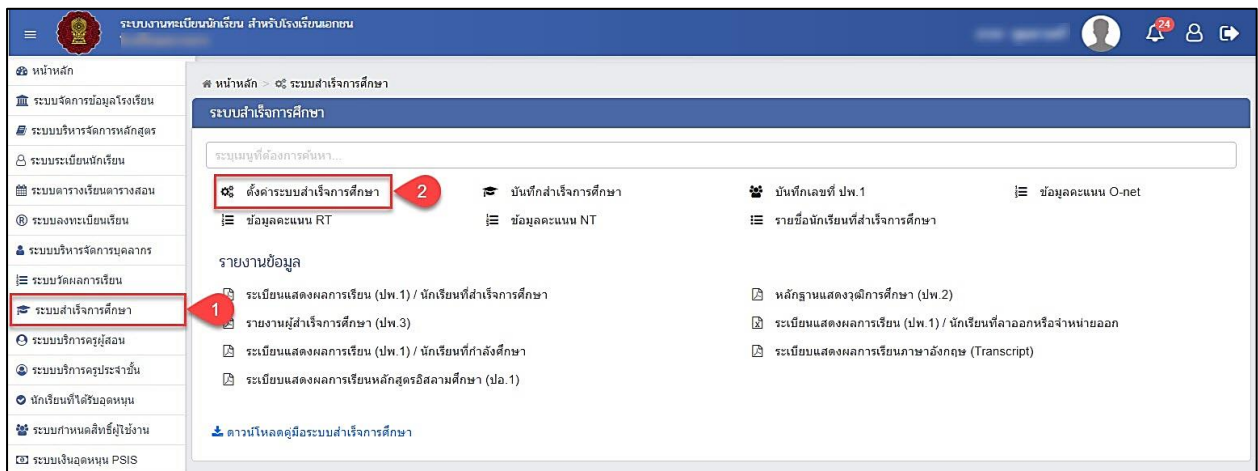 ระบบงานทะเบียนนักเรียน สำหรับโรงเรียนเอกชน
24
หน้าหลัก
ระบบจัดการข้อมูลโรงเรียน
ระบบบริหารจัดการหลักสูตร
ระบบระเบียนนักเรียน
ระบบตารางเรียนตารางสอน
ระบบลงทะเบียนเรียน
ระบบบริหารจัดการบุคลากร
ระบบวัดผลการเรียน
ระบบสำเร็จการศึกษา
1
ระบบบริการครูผู้สอน
ระบบบริการครูประจำชั้น
นักเรียนที่ได้รับอุดหนุน
ระบบกำหนดสิทธิ์ผู้ใช้งาน
ระบบเงินอุดหนุน PSIS
หน้าหลัก > ระบบสำเร็จการศึกษา
ระบบสำเร็จการศึกษา
ระบุเมนูที่ต้องการค้นหา...
ตั้งค่าระบบสำเร็จการศึกษา 2 บันทึกสำเร็จการศึกษา บันทึกเลขที่ ปพ.1 ข้อมูลคะแนน O-net
ข้อมูลคะแนน RT ข้อมูลคะแนน NT รายชื่อนักเรียนที่สำเร็จการศึกษา
รายงานข้อมูล
ระเบียนแสดงผลการเรียน (ปพ.1) / นักเรียนที่สำเร็จการศึกษา หลักฐานแสดงวุฒิการศึกษา (ปพ.2)
รายงานผู้สำเร็จการศึกษา (ปพ.3) ระเบียนแสดงผลการเรียน (ปพ.1) / นักเรียนที่ลาออกหรือจำหน่ายออก
ระเบียนแสดงผลการเรียน (ปพ.1) / นักเรียนที่กำลังศึกษา ระเบียบแสดงผลการเรียนภาษาอังกฤษ (Transcript)
ระเบียบแสดงผลการเรียนหลักสูตรอิสลามศึกษา (ปอ.1)
ดาวน์โหลดคู่มือระบบสำเร็จการศึกษา